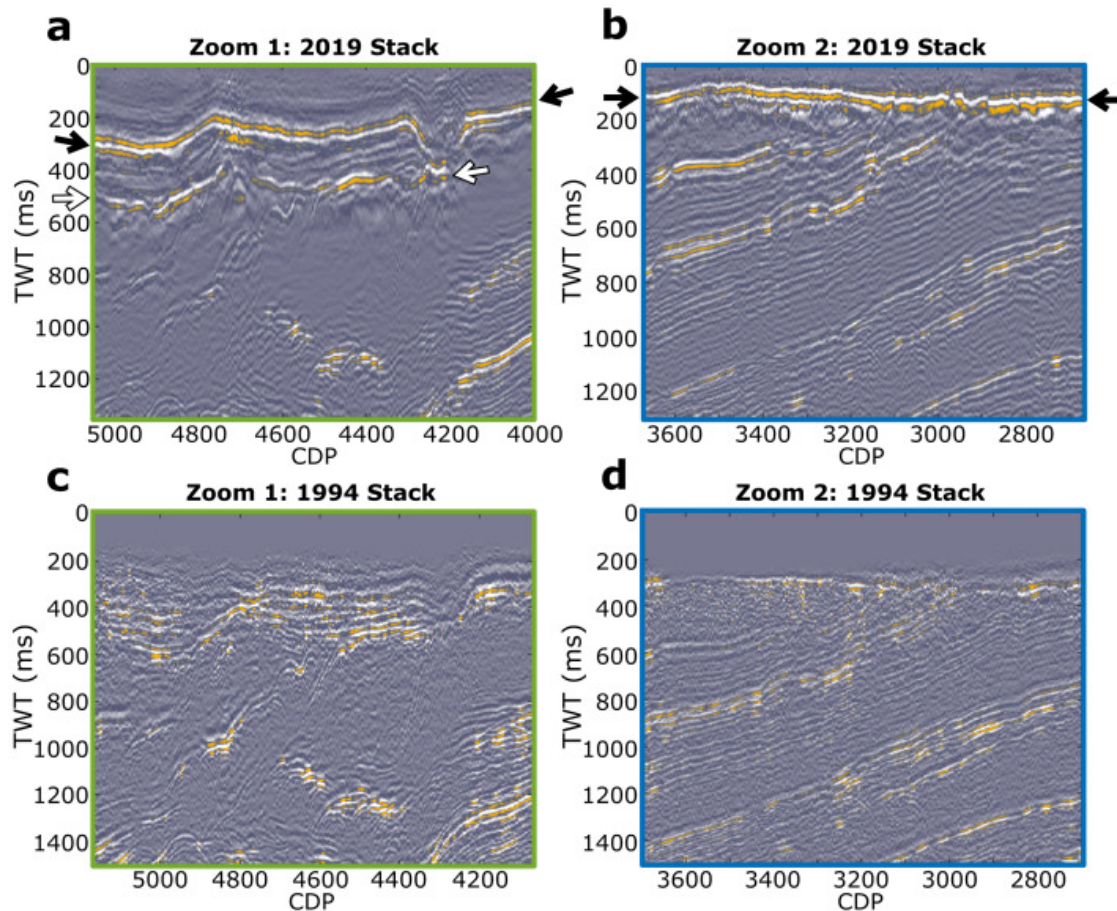 a
Zoom 1: 2019 Stack
0
200
400
600
800
1000
1200
TWT (ms)
5000 4800 4600 4400 4200 4000
CDP
b
Zoom 2: 2019 Stack
0
200
400
600
800
1000
1200
TWT (ms)
3600 3400 3200 3000 2800
CDP
c
Zoom 1: 1994 Stack
0
200
400
600
800
1000
1200
1400
TWT (ms)
5000 4800 4600 4400 4200
CDP
d
Zoom 2: 1994 Stack
0
200
400
600
800
1000
1200
1400
TWT (ms)
3600 3400 3200 3000 2800
CDP